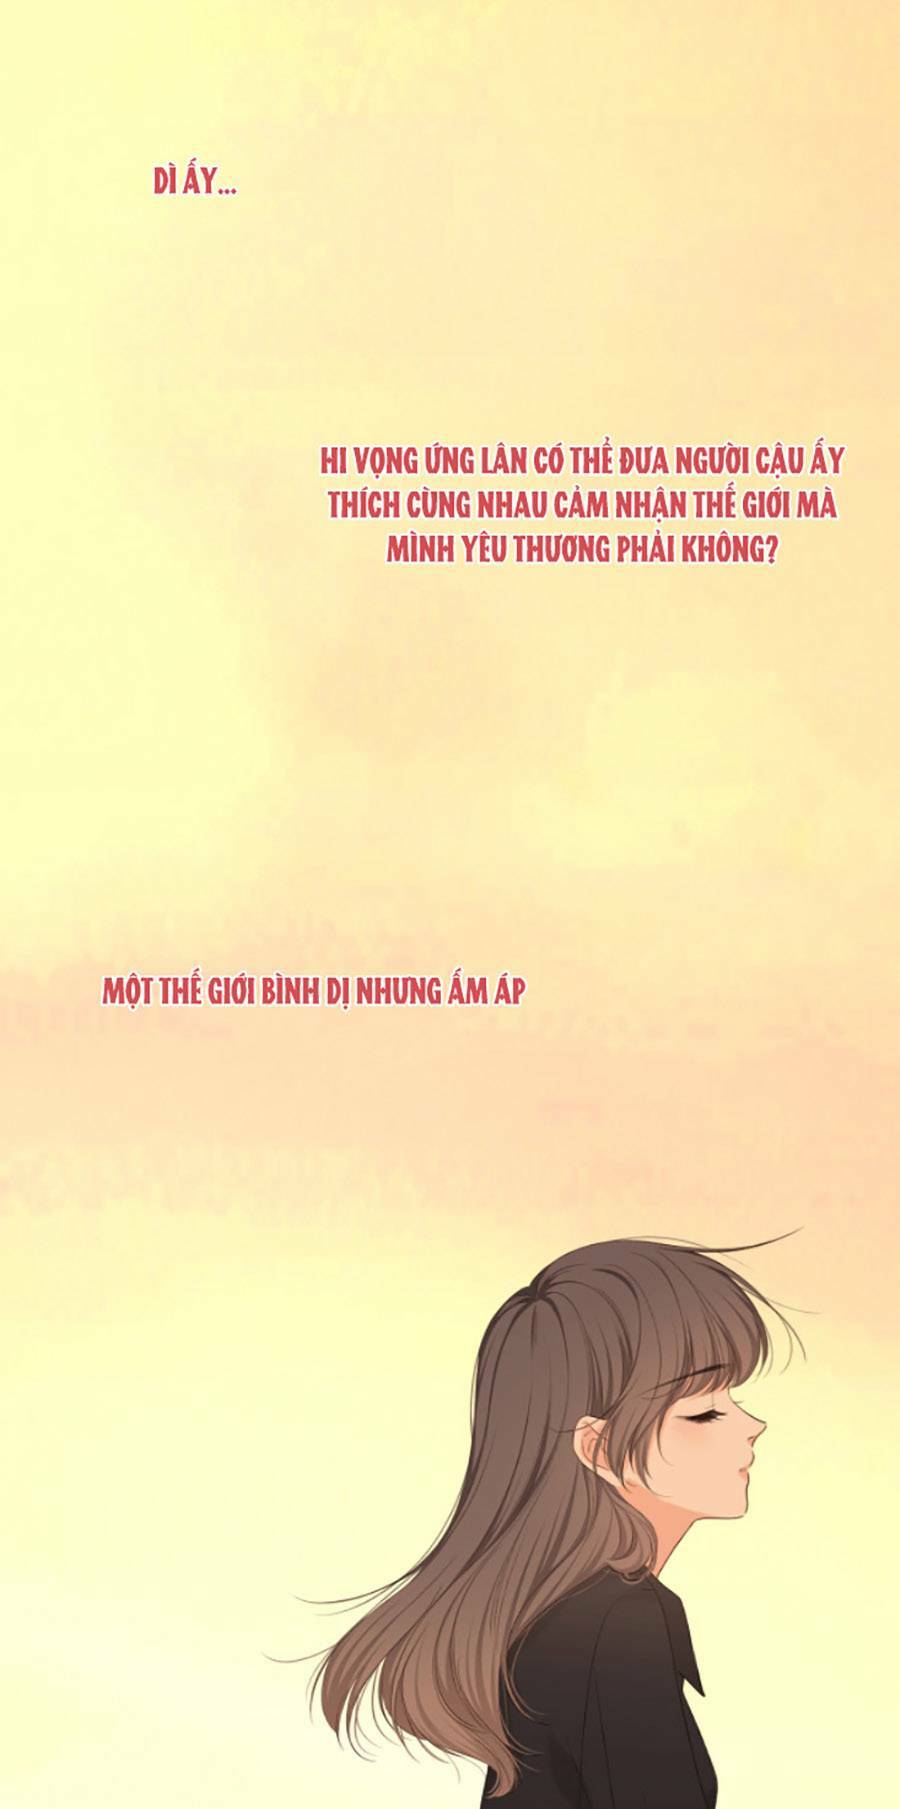 DÌ ẤY...
HI VỌNG ỨNG LÂN CÓ THỂ ĐƯA NGƯỜI CẬU ẤY
THÍCH CÙNG NHAU CẢM NHẬN THẾ GIỚI MÀ
MÌNH YÊU THƯƠNG PHẢI KHÔNG?
MỘT THẾ GIỚI BÌNH DỊ NHƯNG ẤM ÁP